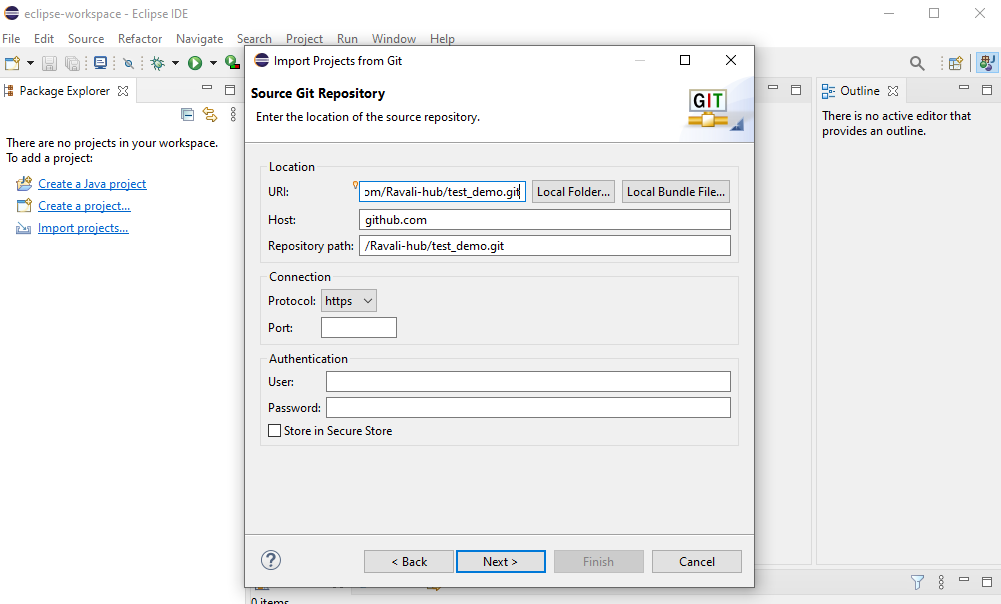 eclipse-workspace - Eclipse IDE
File Edit Source Refactor Navigate Search Project Run Window Help
Package Explorer
There are no projects in your workspace.
To add a project:
Create a Java project
Create a project...
Import projects...
Import Projects from Git
Source Git Repository
Enter the location of the source repository.
GIT
Location
URI: om/Ravali-hub/test_demo.git Local Folder... Local Bundle File...
Host: github.com
Repository path: /Ravali-hub/test_demo.git
Connection
Protocol: https
Port:
Authentication
User:
Password:
Store in Secure Store
< Back Next > Finish Cancel
Outline
There is no active editor that
provides an outline.
0 items